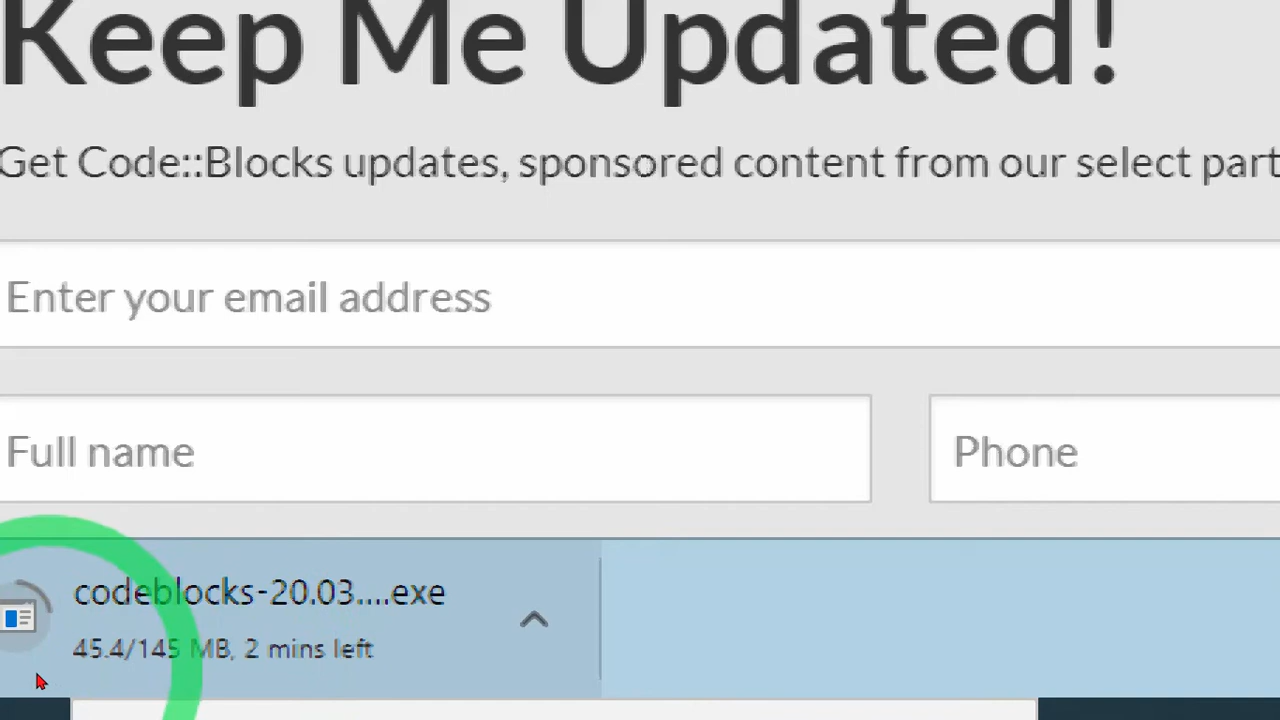 Keep Me Updated!
Get Code::Blocks updates, sponsored content from our select part
Enter your email address
Full name
Phone
codeblocks-20.03....exe
45.4/145 MB, 2 mins left